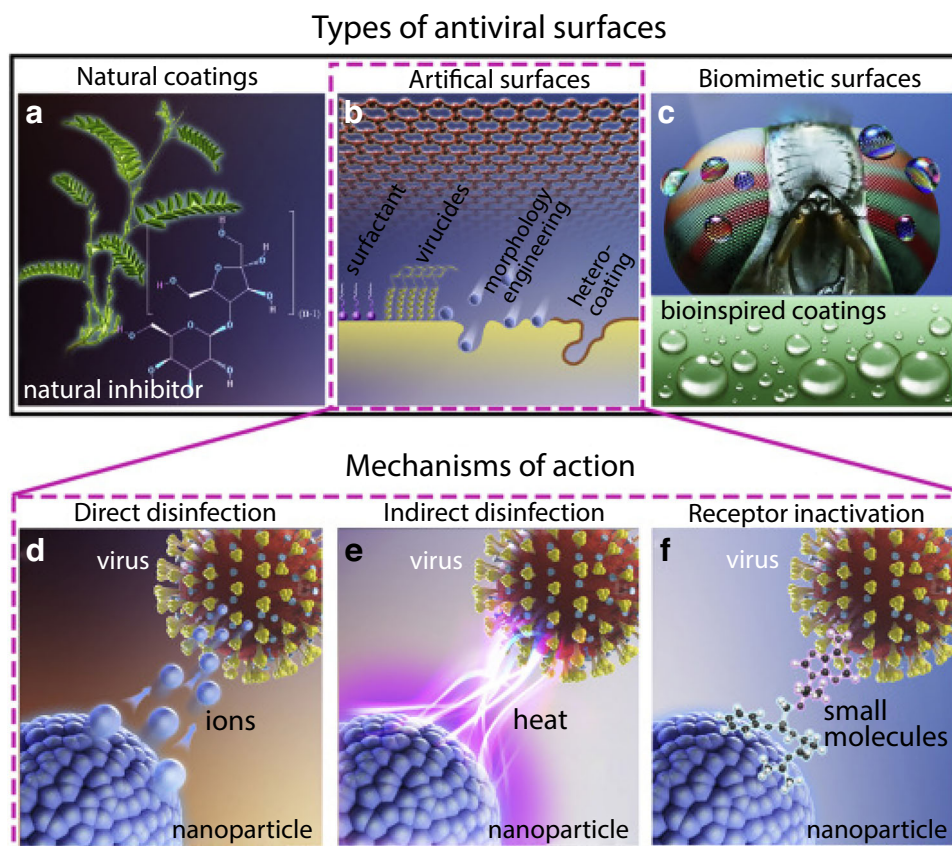 Types of antiviral surfaces
Natural coatings
Artifical surfaces
Biomimetic surfaces
a
b
c
H
O
H
O
H
O
H
O
H
(n-1)
H
O
O
H
natural inhibitor
surfactant
virucides
morphology
engineering
hetero-
coating
bioinspired coatings
Mechanisms of action
Direct disinfection
Indirect disinfection
Receptor inactivation
d
virus
ions
nanoparticle
e
virus
heat
nanoparticle
f
virus
small
molecules
nanoparticle